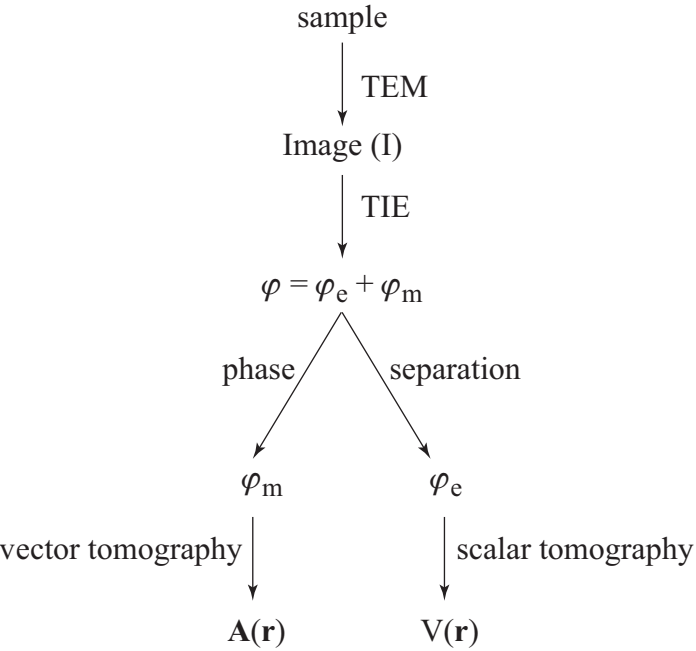 sample
TEM
Image (I)
TIE
φ = φe + φm
phase separation
φm φe
vector tomography scalar tomography
A(r) V(r)